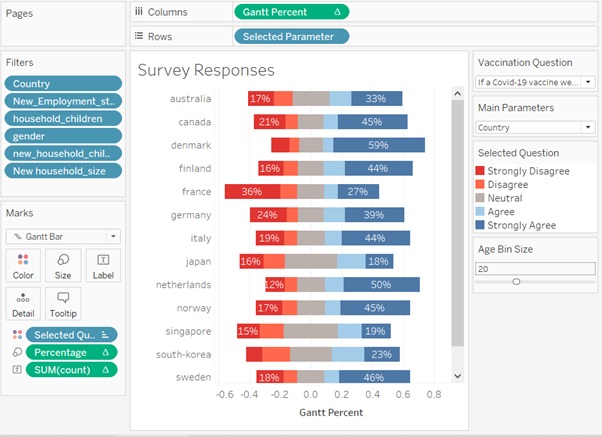 Pages
Columns
Gantt Percent
Rows
Selected Parameter
Filters
Country
New_Employment_st..
household_children
gender
new_household_chil..
New household_size
Marks
Gantt Bar
Color
Size
Label
Detail
Tooltip
Selected Qu..
Percentage
SUM(count)
Survey Responses
australia 17% 33%
canada 21% 45%
denmark 59%
finland 16% 44%
france 36% 27%
germany 24% 39%
italy 19% 44%
japan 16% 18%
netherlands 12% 50%
norway 17% 45%
singapore 15% 19%
south-korea 23%
sweden 18% 46%
-0.6 -0.4 -0.2 0.0 0.2 0.4 0.6 0.8
Gantt Percent
Vaccination Question
If a Covid-19 vaccine we...
Main Parameters
Country
Selected Question
Strongly Disagree
Disagree
Neutral
Agree
Strongly Agree
Age Bin Size
20